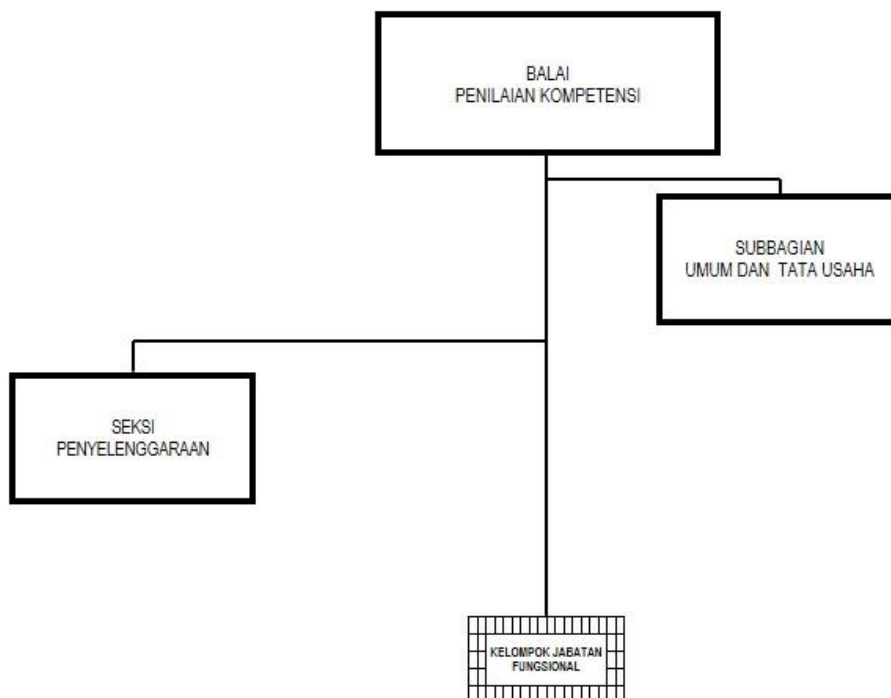 BALAI
PENILAIAN KOMPETENSI
SUBBAGIAN
UMUM DAN TATA USAHA
SEKSI
PENYELENGGARAAN
KELOMPOK JABATAN
FUNGSIONAL